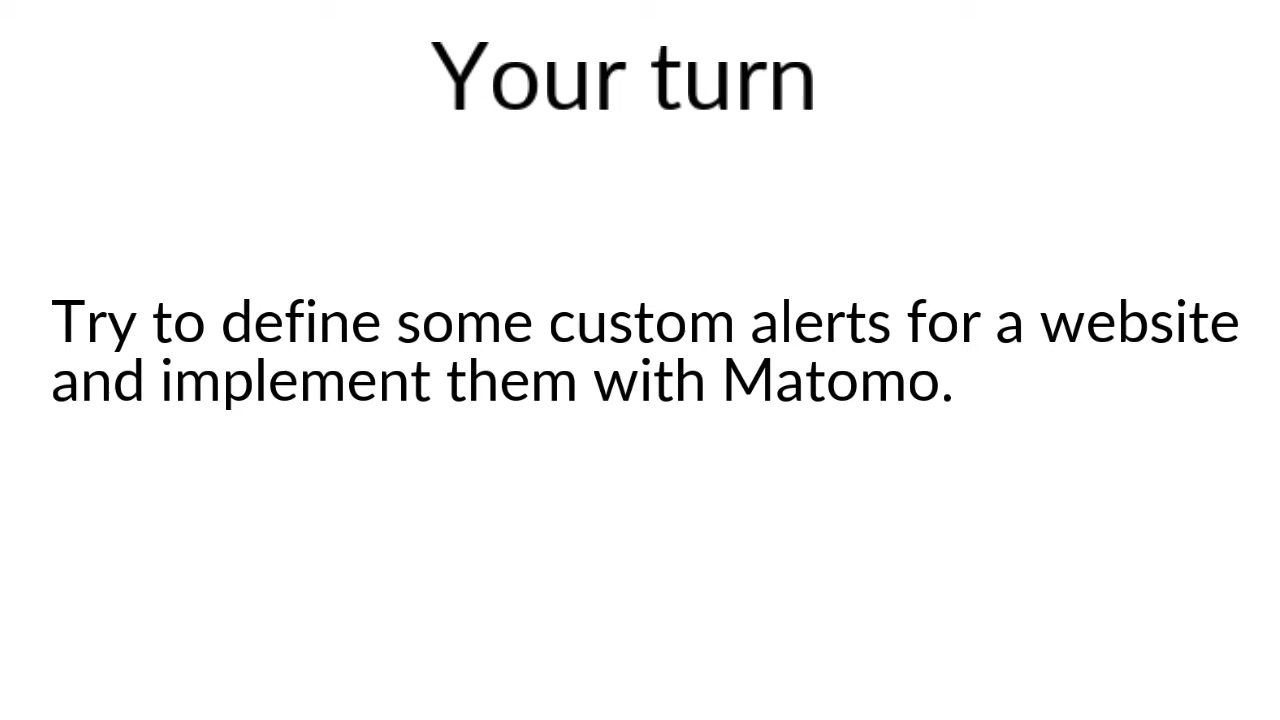 Your turn
Try to define some custom alerts for a website
and implement them with Matomo.